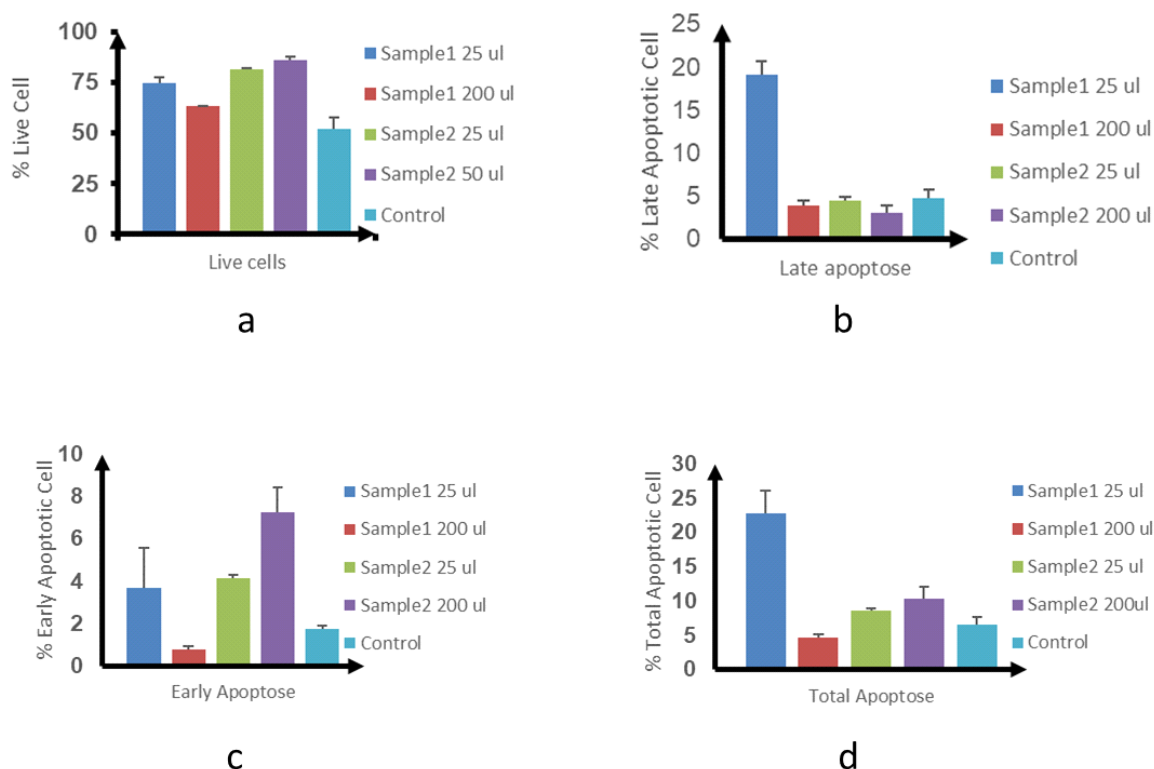 100
75
50
25
0
% Live Cell
Live cells
Sample1 25 ul
Sample1 200 ul
Sample2 25 ul
Sample2 50 ul
Control
a
25
20
15
10
5
0
% Late Apoptotic Cell
Late apoptose
Sample1 25 ul
Sample1 200 ul
Sample2 25 ul
Sample2 200 ul
Control
b
10
8
6
4
2
0
% Early Apoptotic Cell
Early Apoptose
Sample1 25 ul
Sample1 200 ul
Sample2 25 ul
Sample2 200 ul
Control
c
30
25
20
15
10
5
0
% Total Apoptotic Cell
Total Apoptose
Sample1 25 ul
Sample1 200 ul
Sample2 25 ul
Sample2 200ul
Control
d